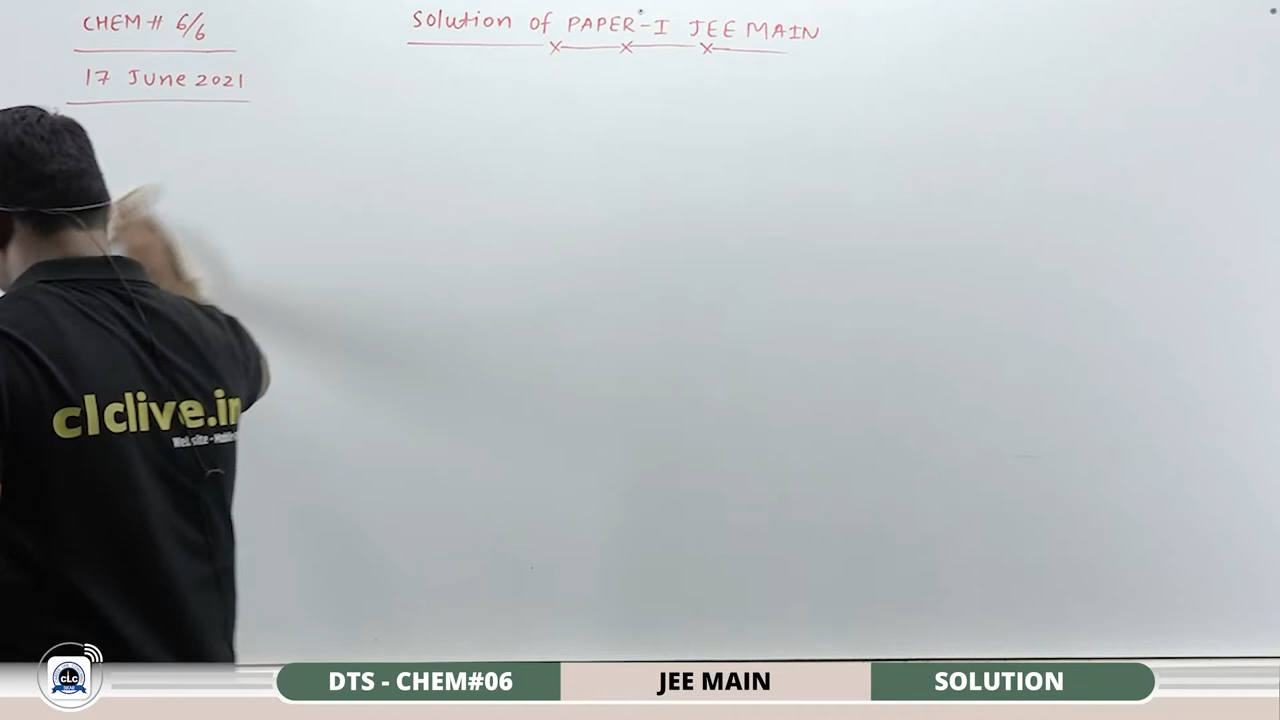 CHEM # 6/6
Solution of PAPER-I JEE MAIN
17 June 2021
clclive.in
DTS - CHEM#06
JEE MAIN
SOLUTION
CLC